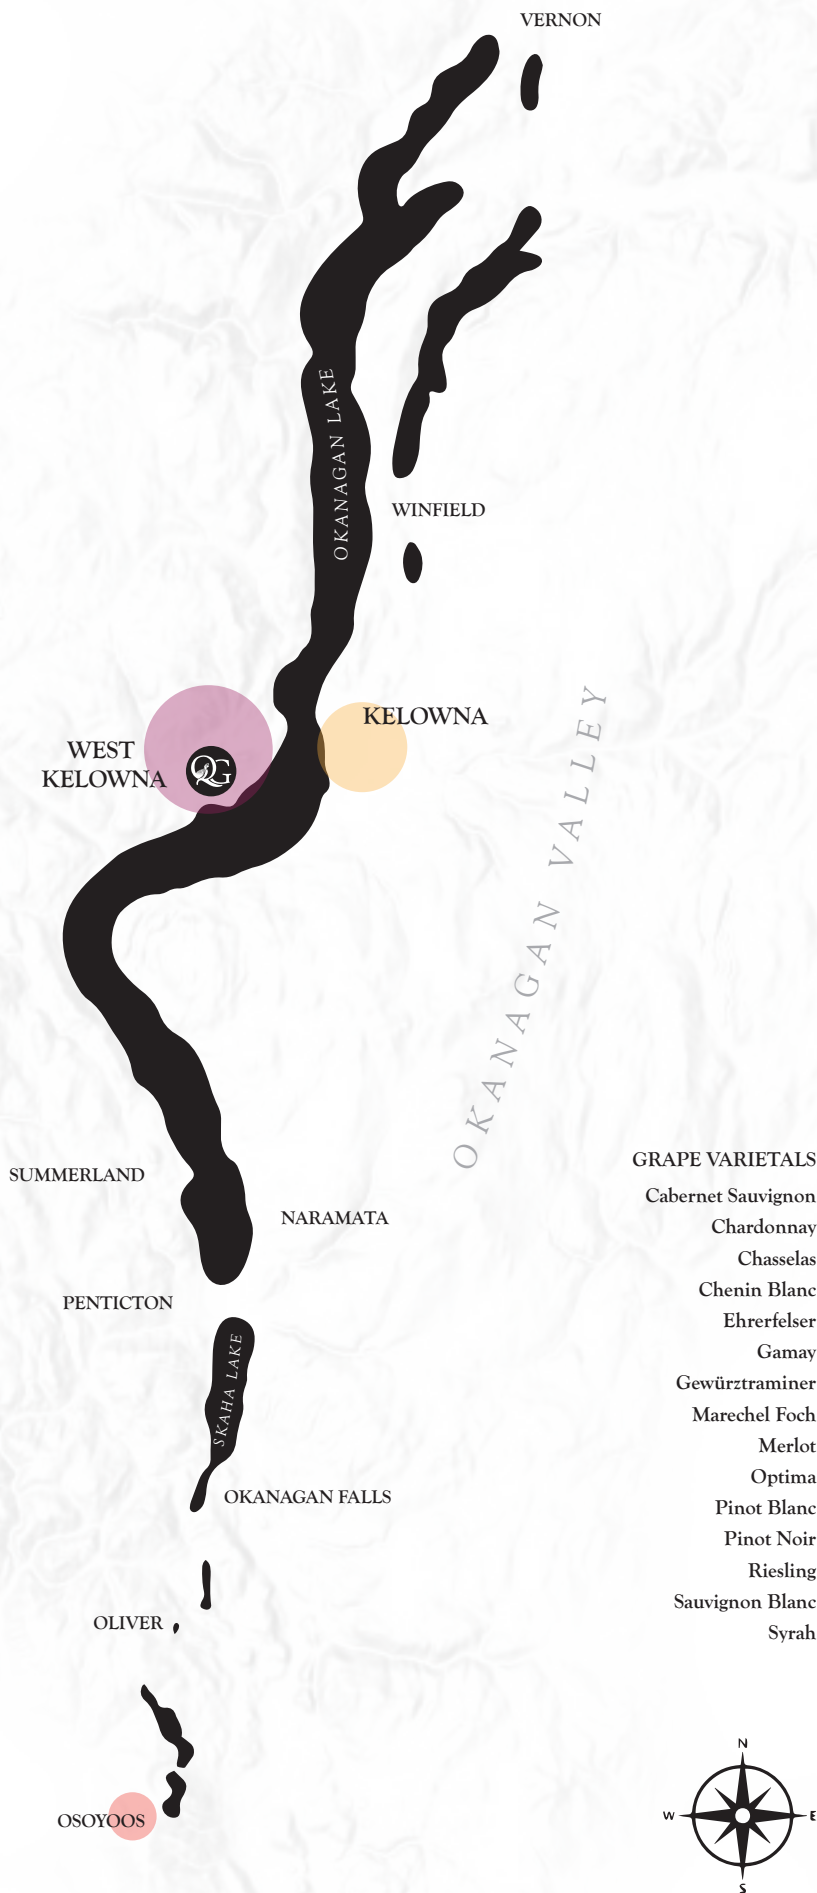 VERNON
OKANAGAN LAKE
WINFIELD
KELOWNA
WEST
KELOWNA
QG
OKANAGAN VALLEY
SUMMERLAND
NARAMATA
PENTICTON
SKAHA LAKE
OKANAGAN FALLS
OLIVER
OSOYOOS
GRAPE VARIETALS
Cabernet Sauvignon
Chardonnay
Chasselas
Chenin Blanc
Ehrerfelser
Gamay
Gewürztraminer
Marechel Foch
Merlot
Optima
Pinot Blanc
Pinot Noir
Riesling
Sauvignon Blanc
Syrah
N
W E
S